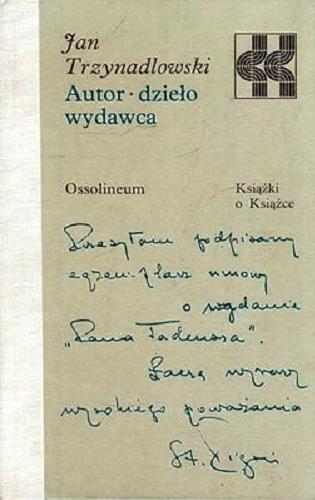 Jan
Trzynadlowski
Autor · dzieło
wydawca
Ossolineum
Książki
o Książce
Przesyłam podpisany
egzemplarz umowy
o wydanie
„Pana Tadeusza".
Łączę wyrazy
wysokiego poważania
St.